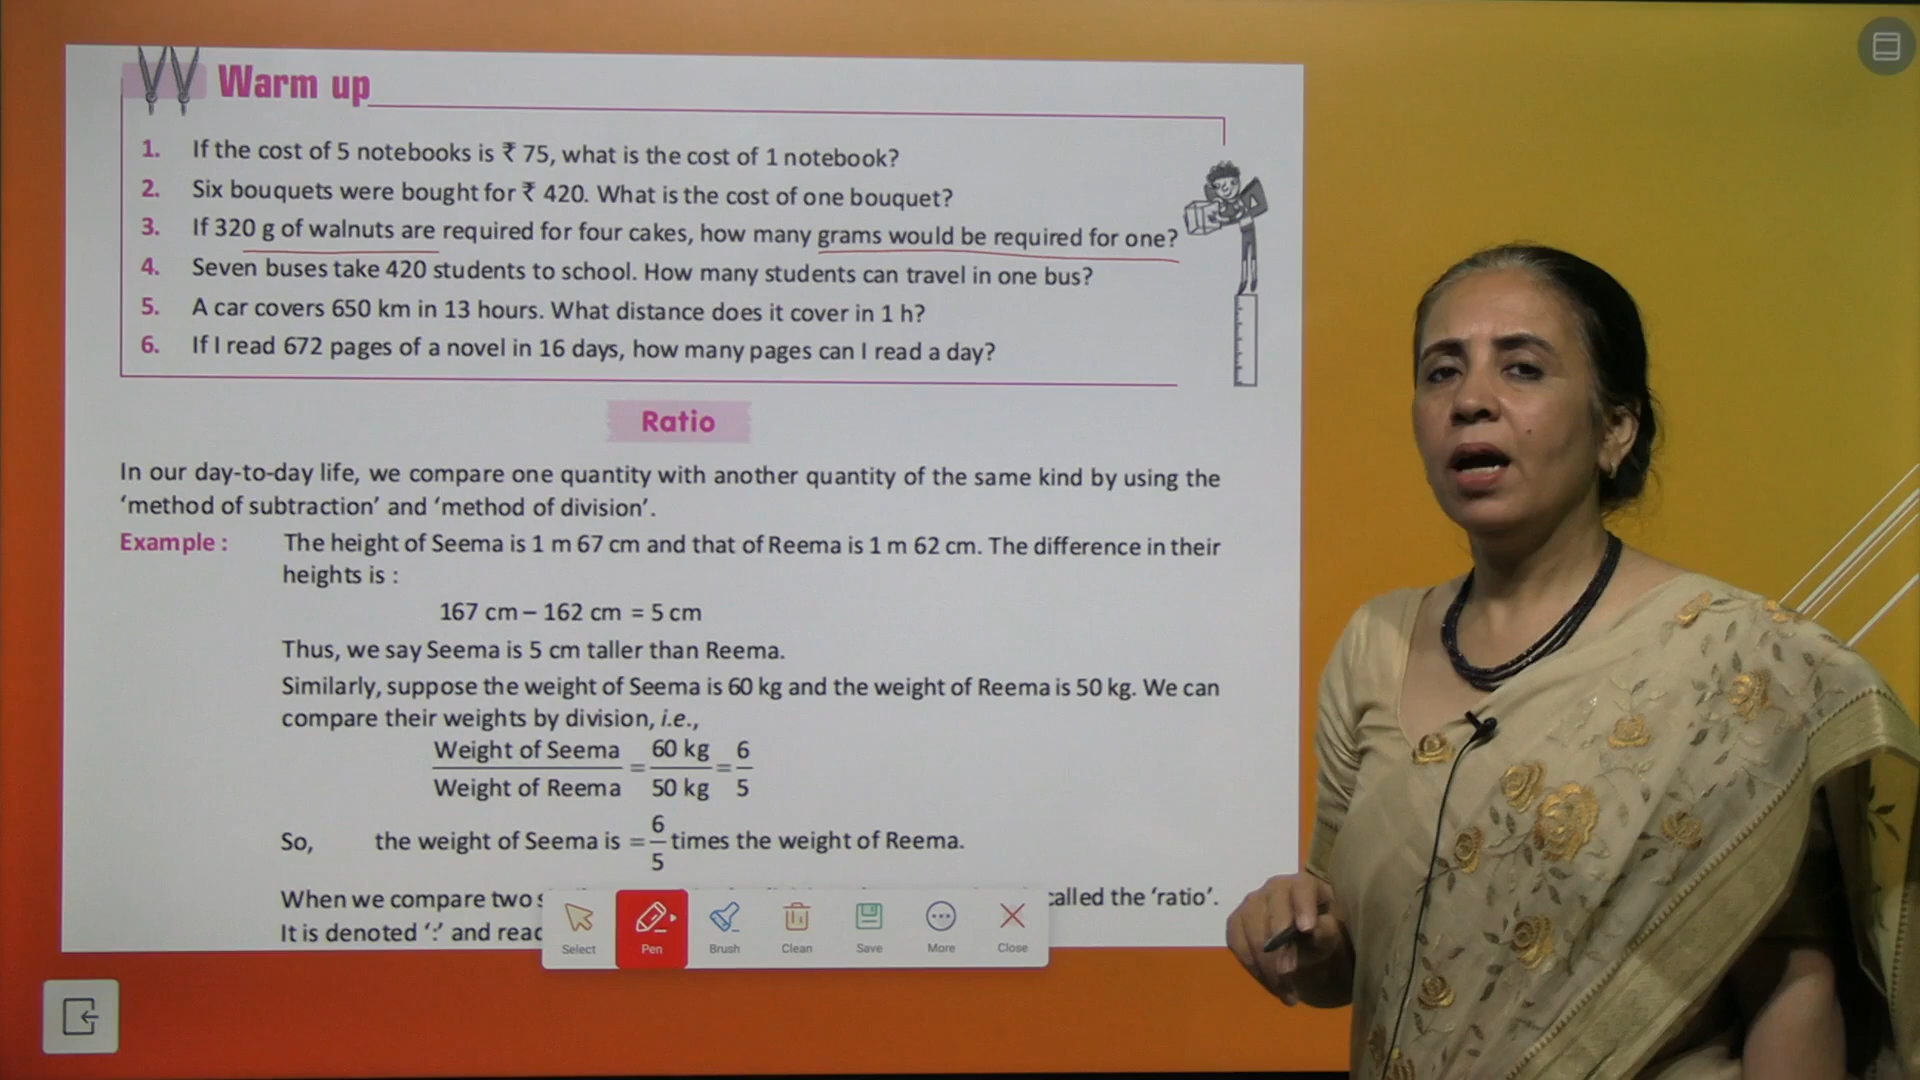 Warm up
1. If the cost of 5 notebooks is ₹ 75, what is the cost of 1 notebook?
2. Six bouquets were bought for ₹ 420. What is the cost of one bouquet?
3. If 320 g of walnuts are required for four cakes, how many grams would be required for one?
4. Seven buses take 420 students to school. How many students can travel in one bus?
5. A car covers 650 km in 13 hours. What distance does it cover in 1 h?
6. If I read 672 pages of a novel in 16 days, how many pages can I read a day?
Ratio
In our day-to-day life, we compare one quantity with another quantity of the same kind by using the
‘method of subtraction’ and ‘method of division’.
Example : The height of Seema is 1 m 67 cm and that of Reema is 1 m 62 cm. The difference in their
heights is :
167 cm – 162 cm = 5 cm
Thus, we say Seema is 5 cm taller than Reema.
Similarly, suppose the weight of Seema is 60 kg and the weight of Reema is 50 kg. We can
compare their weights by division, i.e.,
Weight of Seema / Weight of Reema = 60 kg / 50 kg = 6 / 5
So, the weight of Seema is = 6/5 times the weight of Reema.
When we compare two called the ‘ratio’.
It is denoted ‘:’ and
Select Pen Brush Clean Save More Close